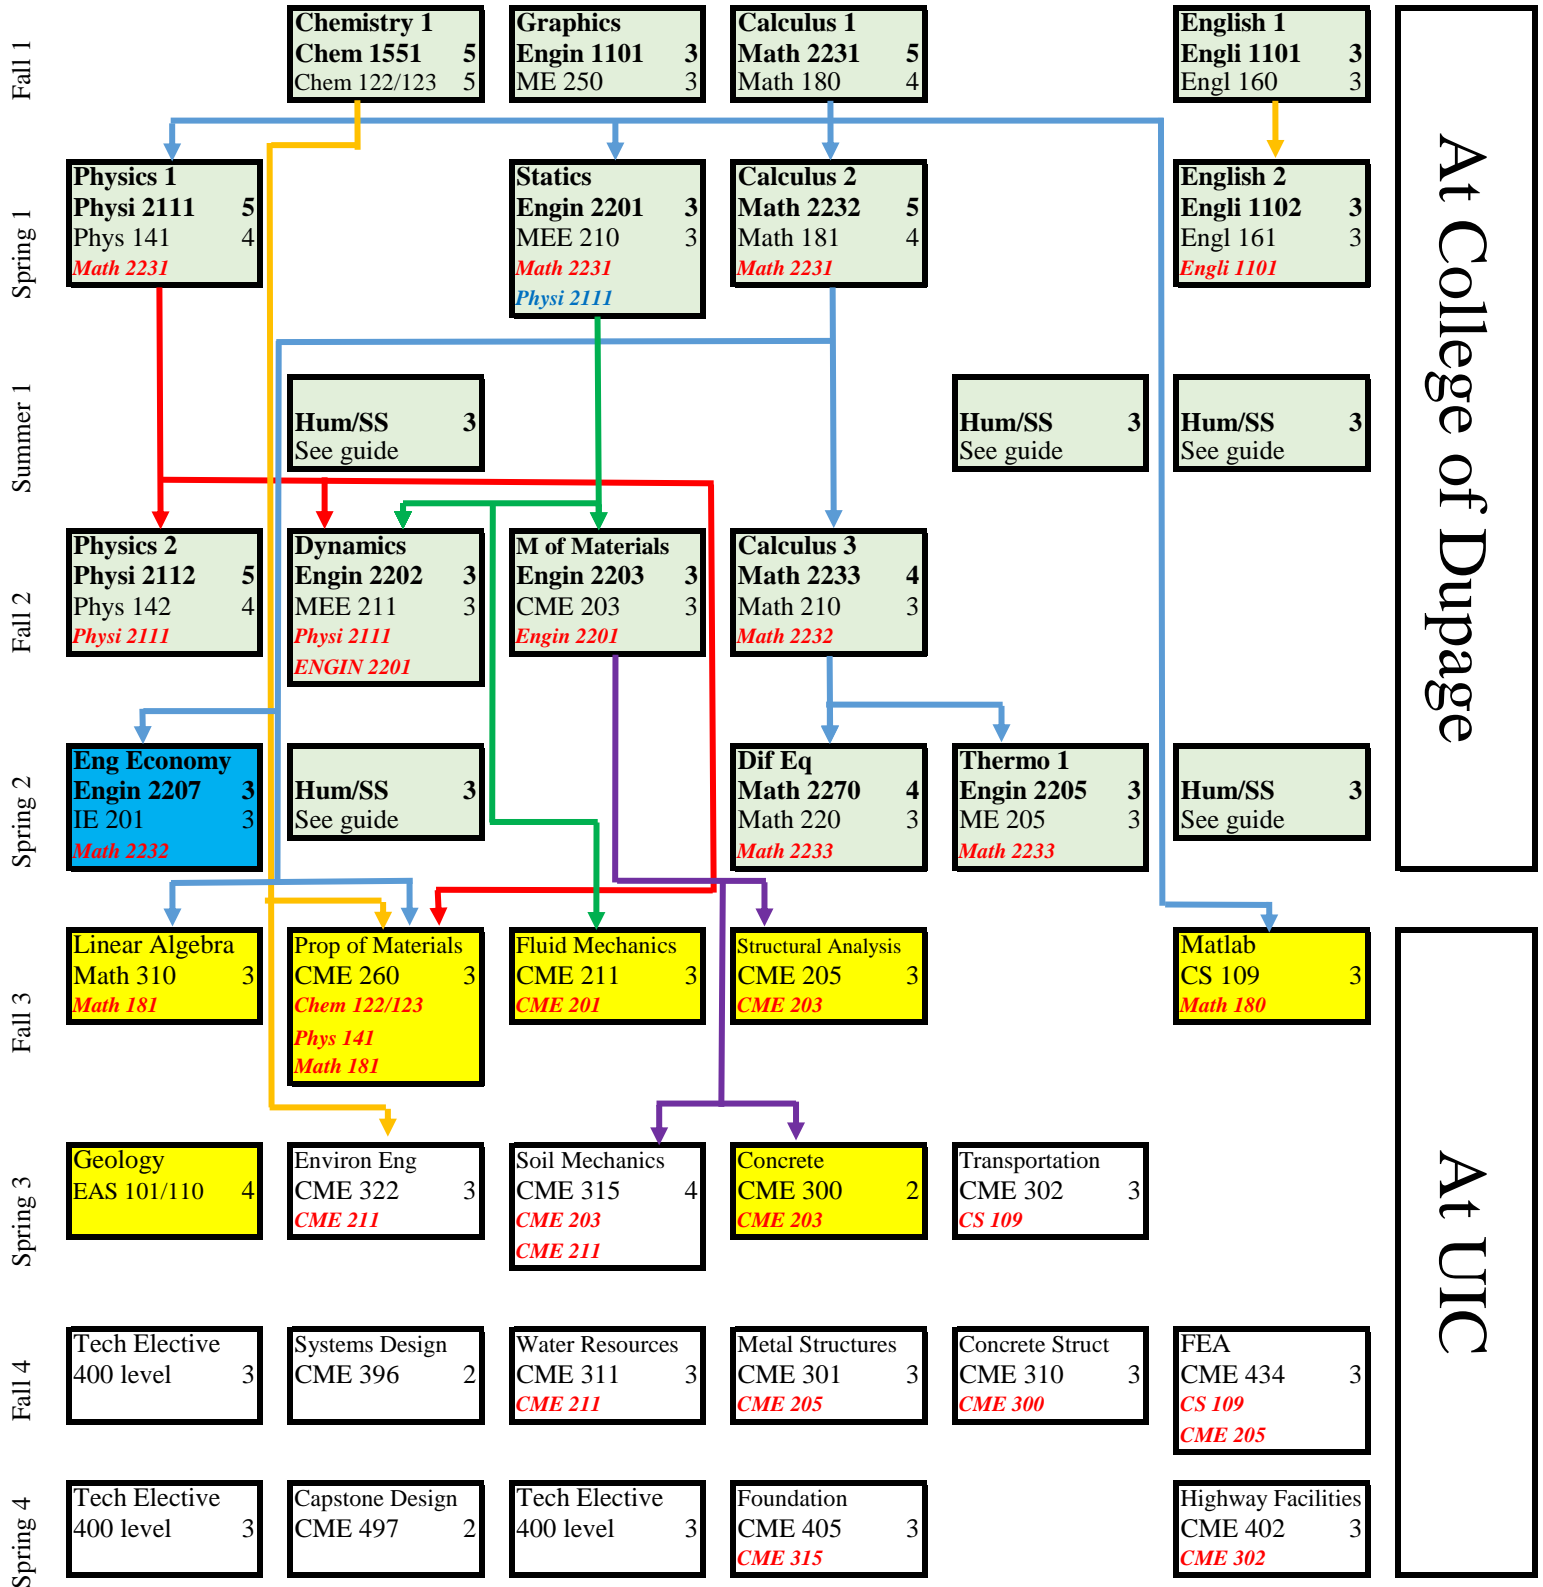 Fall 1
Chemistry 1
Chem 1551 5
Chem 122/123 5
Graphics
Engin 1101 3
ME 250 3
Calculus 1
Math 2231 5
Math 180 4
English 1
Engli 1101 3
Engl 160 3
At College of Dupage
Spring 1
Physics 1
Physi 2111 5
Phys 141 4
Math 2231
Statics
Engin 2201 3
MEE 210 3
Math 2231
Physi 2111
Calculus 2
Math 2232 5
Math 181 4
Math 2231
English 2
Engli 1102 3
Engl 161 3
Engli 1101
Summer 1
Hum/SS 3
See guide
Hum/SS 3
See guide
Hum/SS 3
See guide
Fall 2
Physics 2
Physi 2112 5
Phys 142 4
Physi 2111
Dynamics
Engin 2202 3
MEE 211 3
Physi 2111
ENGIN 2201
M of Materials
Engin 2203 3
CME 203 3
Engin 2201
Calculus 3
Math 2233 4
Math 210 3
Math 2232
Spring 2
Eng Economy
Engin 2207 3
IE 201 3
Math 2232
Hum/SS 3
See guide
Dif Eq
Math 2270 4
Math 220 3
Math 2233
Thermo 1
Engin 2205 3
ME 205 3
Math 2233
Hum/SS 3
See guide
Fall 3
Linear Algebra
Math 310 3
Math 181
Prop of Materials
CME 260 3
Chem 122/123
Phys 141
Math 181
Fluid Mechanics
CME 211 3
CME 201
Structural Analysis
CME 205 3
CME 203
Matlab
CS 109 3
Math 180
At UIC
Spring 3
Geology
EAS 101/110 4
Environ Eng
CME 322 3
CME 211
Soil Mechanics
CME 315 4
CME 203
CME 211
Concrete
CME 300 2
CME 203
Transportation
CME 302 3
CS 109
Fall 4
Tech Elective
400 level 3
Systems Design
CME 396 2
Water Resources
CME 311 3
CME 211
Metal Structures
CME 301 3
CME 205
Concrete Struct
CME 310 3
CME 300
FEA
CME 434 3
CS 109
CME 205
Spring 4
Tech Elective
400 level 3
Capstone Design
CME 497 2
Tech Elective
400 level 3
Foundation
CME 405 3
CME 315
Highway Facilities
CME 402 3
CME 302